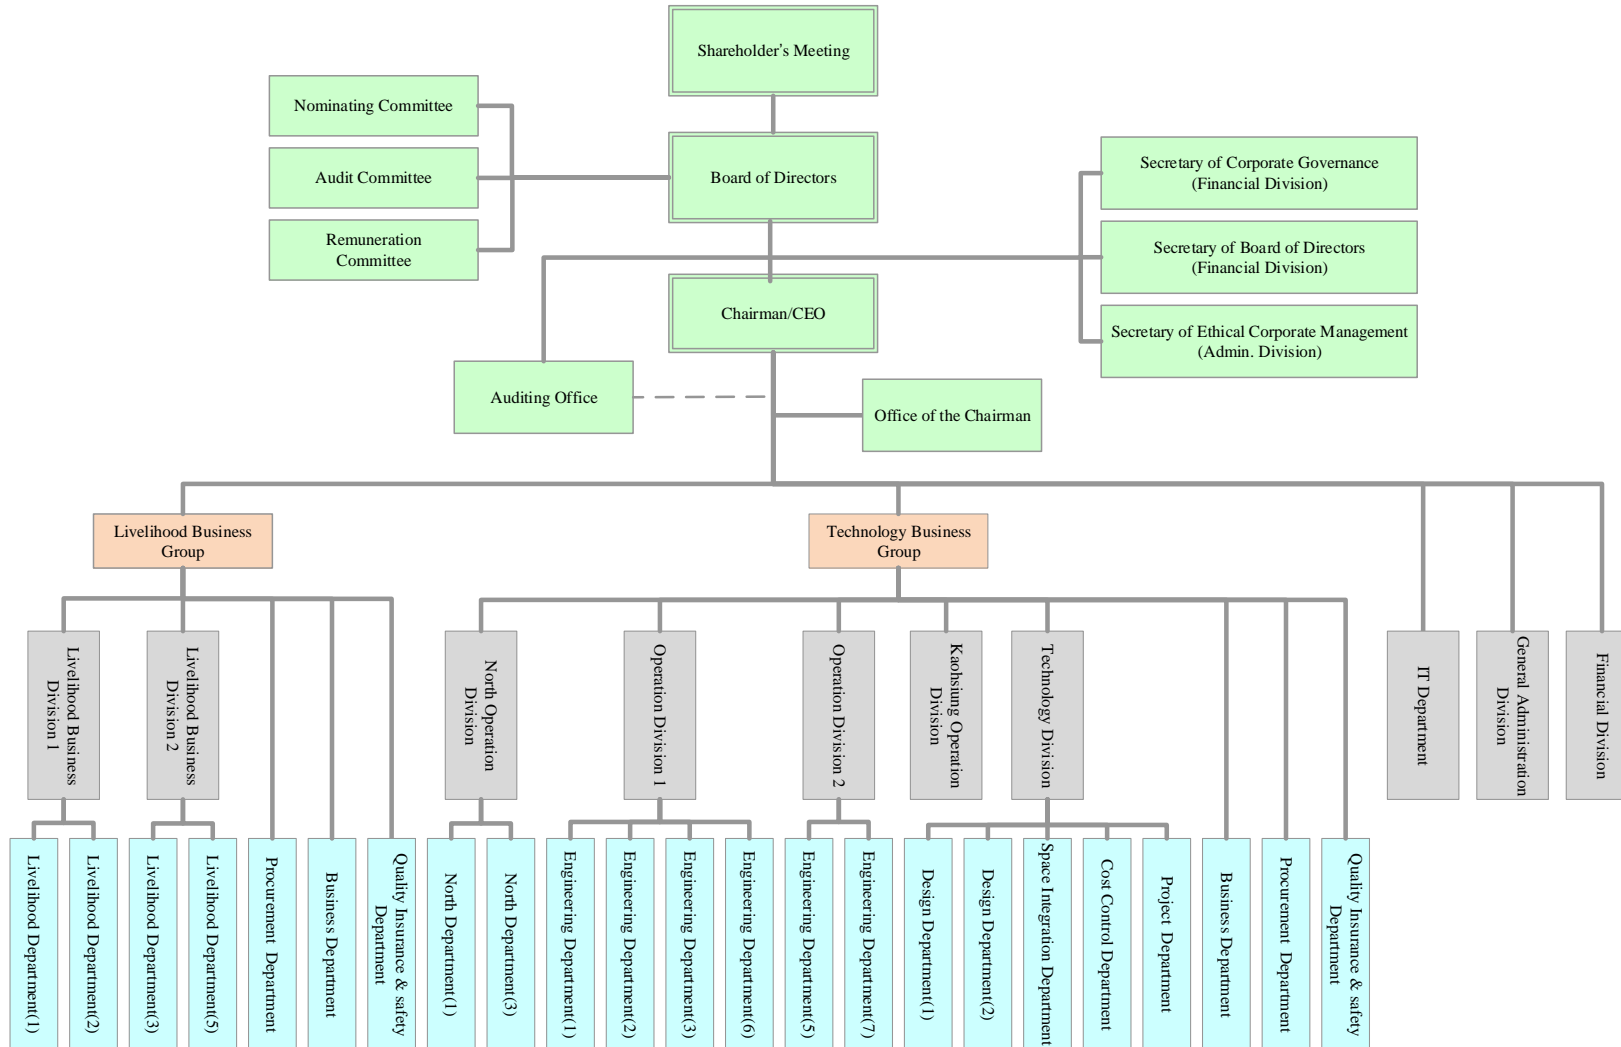 Shareholder's Meeting
Nominating Committee
Board of Directors
Audit Committee
Remuneration
Committee
Secretary of Corporate Governance
(Financial Division)
Secretary of Board of Directors
(Financial Division)
Secretary of Ethical Corporate Management
(Admin. Division)
Chairman/CEO
Auditing Office
Office of the Chairman
Livelihood Business
Group
Technology Business
Group
Livelihood Business
Division 1
Livelihood Business
Division 2
North Operation
Division
Operation Division 1
Operation Division 2
Kaohsiung Operation
Division
Technology Division
IT Department
General Administration
Division
Financial Division
Livelihood Department(1)
Livelihood Department(2)
Livelihood Department(3)
Livelihood Department(5)
Procurement Department
Business Department
Quality Insurance & safety
Department
North Department(1)
North Department(3)
Engineering Department(1)
Engineering Department(2)
Engineering Department(3)
Engineering Department(6)
Engineering Department(5)
Engineering Department(7)
Design Department(1)
Design Department(2)
Space Integration Department
Cost Control Department
Project Department
Business Department
Procurement Department
Quality Insurance & safety
Department